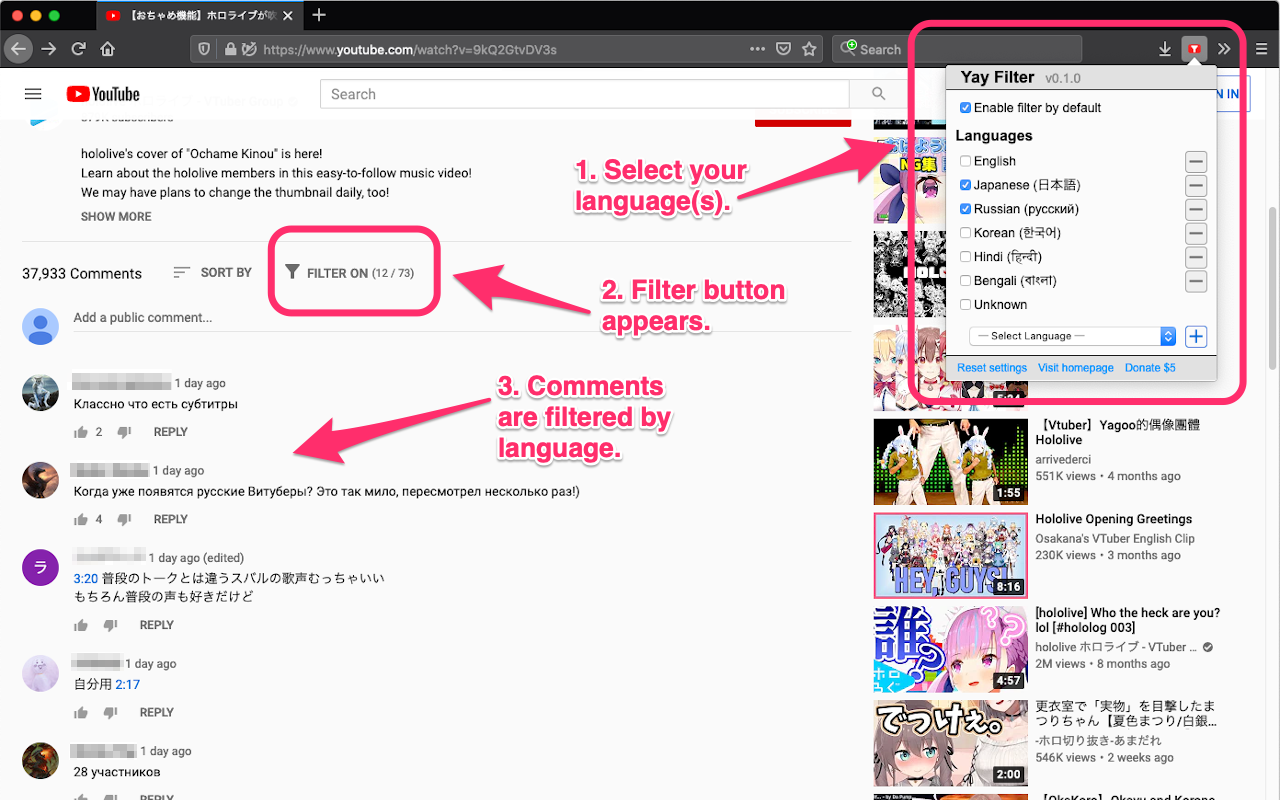 【おちゃめ機能】ホロライブが吹
https://www.youtube.com/watch?v=9kQ2GtvDV3s
Search
YouTube
Search
hololive's cover of "Ochame Kinou" is here!
Learn about the hololive members in this easy-to-follow music video!
We may have plans to change the thumbnail daily, too!
SHOW MORE
37,933 Comments
SORT BY
FILTER ON (12 / 73)
Add a public comment...
1 day ago
Классно что есть субтитры
2
REPLY
1 day ago
Когда уже появятся русские Витуберы? Это так мило, пересмотрел несколько раз!)
4
REPLY
ラ
1 day ago (edited)
3:20 普段のトークとは違うスバルの歌声むっちゃいい
もちろん普段の声も好きだけど
REPLY
1 day ago
自分用 2:17
REPLY
1 day ago
28 участников
REPLY
1. Select your
language(s).
2. Filter button
appears.
3. Comments
are filtered by
language.
Yay Filter v0.1.0
Enable filter by default
Languages
English
Japanese (日本語)
Russian (русский)
Korean (한국어)
Hindi (हिन्दी)
Bengali (বাংলা)
Unknown
— Select Language —
Reset settings Visit homepage Donate $5
N IN
NG集
【Vtuber】Yagoo的偶像團體
Hololive
arrivederci
551K views • 4 months ago
1:55
Hololive Opening Greetings
Osakana's VTuber English Clip
230K views • 3 months ago
HEY, GUYS!
8:16
[hololive] Who the heck are you?
lol [#hololog 003]
hololive ホロライブ - VTuber ...
2M views • 8 months ago
誰?
ホロ
4:57
更衣室で「実物」を目撃したま
つりちゃん【夏色まつり/白銀...
-ホロ切り抜き-あまだれ
546K views • 2 weeks ago
でっけぇ。
2:00